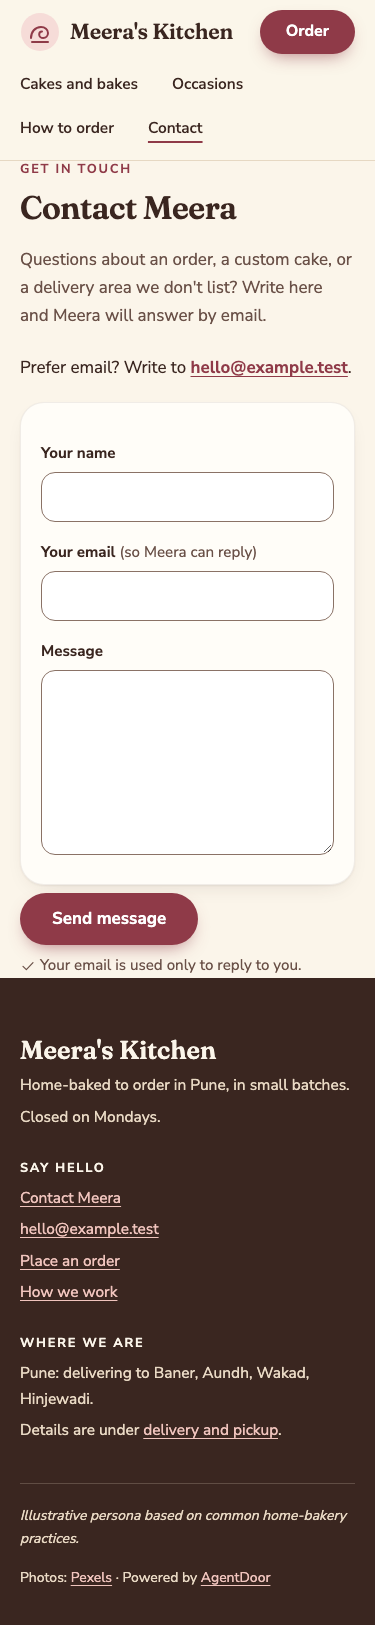 Meera's Kitchen
Order
Cakes and bakes Occasions
How to order Contact
GET IN TOUCH
Contact Meera
Questions about an order, a custom cake, or
a delivery area we don't list? Write here
and Meera will answer by email.
Prefer email? Write to hello@example.test.
Your name
Your email (so Meera can reply)
Message
Send message
✓ Your email is used only to reply to you.
Meera's Kitchen
Home-baked to order in Pune, in small batches.
Closed on Mondays.
SAY HELLO
Contact Meera
hello@example.test
Place an order
How we work
WHERE WE ARE
Pune: delivering to Baner, Aundh, Wakad,
Hinjewadi.
Details are under delivery and pickup.
Illustrative persona based on common home-bakery
practices.
Photos: Pexels · Powered by AgentDoor